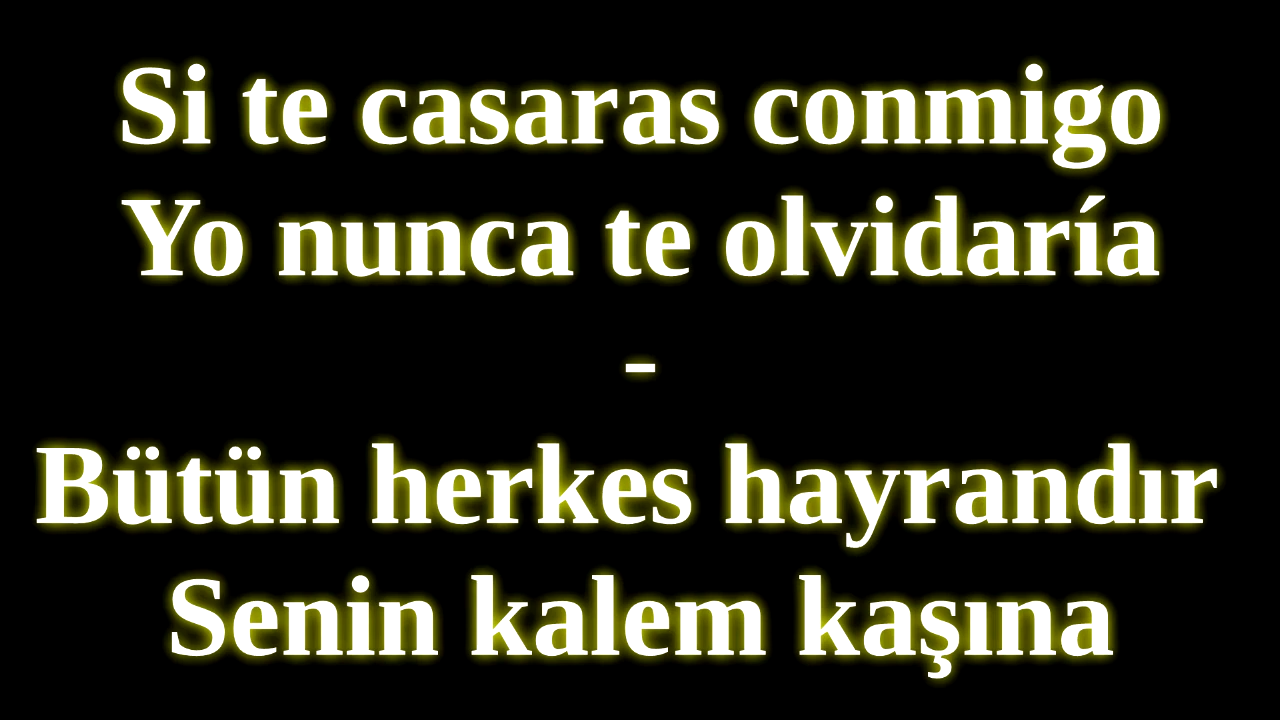 Si te casaras conmigo
Yo nunca te olvidaría
-
Bütün herkes hayrandır
Senin kalem kaşına